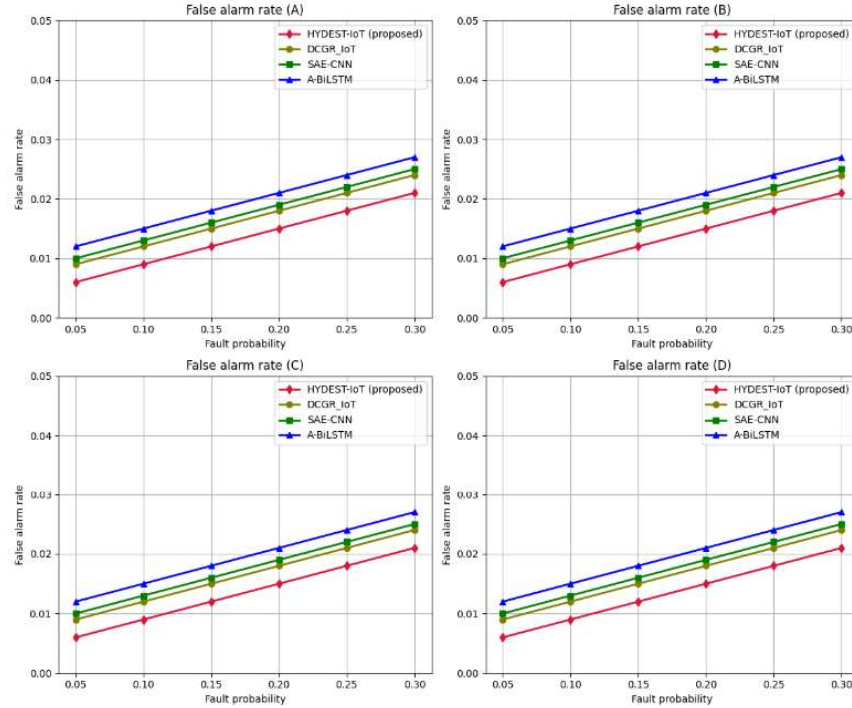 False alarm rate (A)
0.05
0.04
0.03
0.02
0.01
0.00
False alarm rate
HYDEST-IoT (proposed)
DCGR_IoT
SAE-CNN
A-BiLSTM
0.05 0.10 0.15 0.20 0.25 0.30
Fault probability
False alarm rate (B)
0.05
0.04
0.03
0.02
0.01
0.00
False alarm rate
HYDEST-IoT (proposed)
DCGR_IoT
SAE-CNN
A-BiLSTM
0.05 0.10 0.15 0.20 0.25 0.30
Fault probability
False alarm rate (C)
0.05
0.04
0.03
0.02
0.01
0.00
False alarm rate
HYDEST-IoT (proposed)
DCGR_IoT
SAE-CNN
A-BiLSTM
0.05 0.10 0.15 0.20 0.25 0.30
Fault probability
False alarm rate (D)
0.05
0.04
0.03
0.02
0.01
0.00
False alarm rate
HYDEST-IoT (proposed)
DCGR_IoT
SAE-CNN
A-BiLSTM
0.05 0.10 0.15 0.20 0.25 0.30
Fault probability